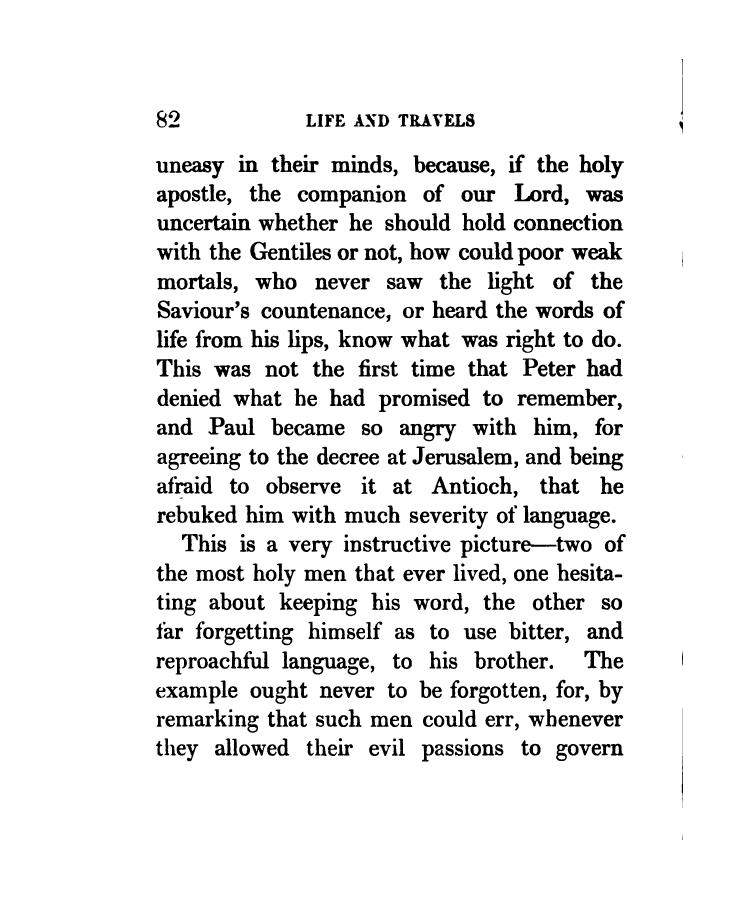 82 LIFE AND TRAVELS
uneasy in their minds, because, if the holy
apostle, the companion of our Lord, was
uncertain whether he should hold connection
with the Gentiles or not, how could poor weak
mortals, who never saw the light of the
Saviour's countenance, or heard the words of
life from his lips, know what was right to do.
This was not the first time that Peter had
denied what he had promised to remember,
and Paul became so angry with him, for
agreeing to the decree at Jerusalem, and being
afraid to observe it at Antioch, that he
rebuked him with much severity of language.
This is a very instructive picture—two of
the most holy men that ever lived, one hesita-
ting about keeping his word, the other so
far forgetting himself as to use bitter, and
reproachful language, to his brother. The
example ought never to be forgotten, for, by
remarking that such men could err, whenever
they allowed their evil passions to govern